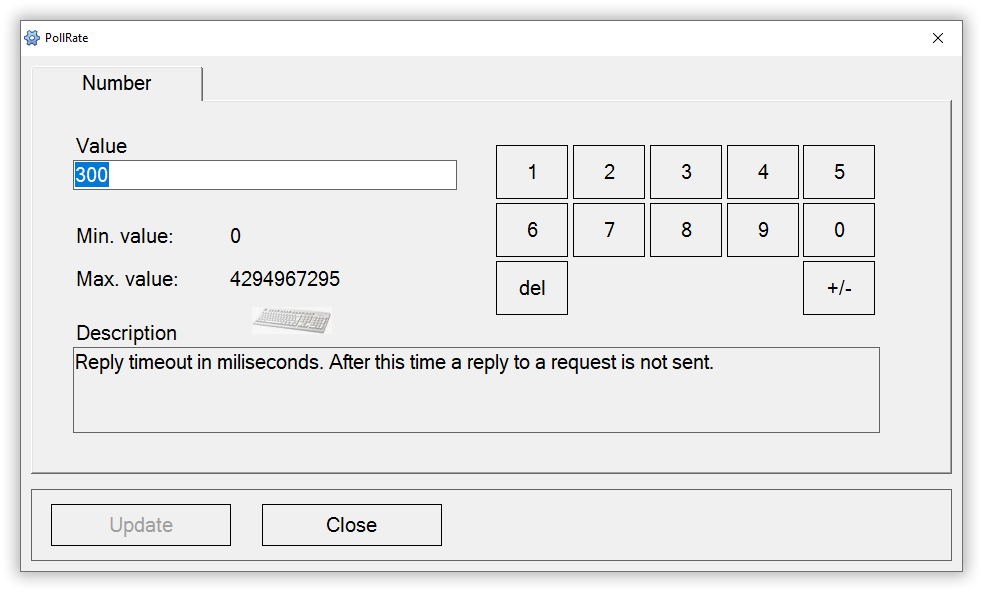 PollRate
Number
Value
300
1 2 3 4 5
6 7 8 9 0
del +/-
Min. value: 0
Max. value: 4294967295
Description
Reply timeout in miliseconds. After this time a reply to a request is not sent.
Update Close